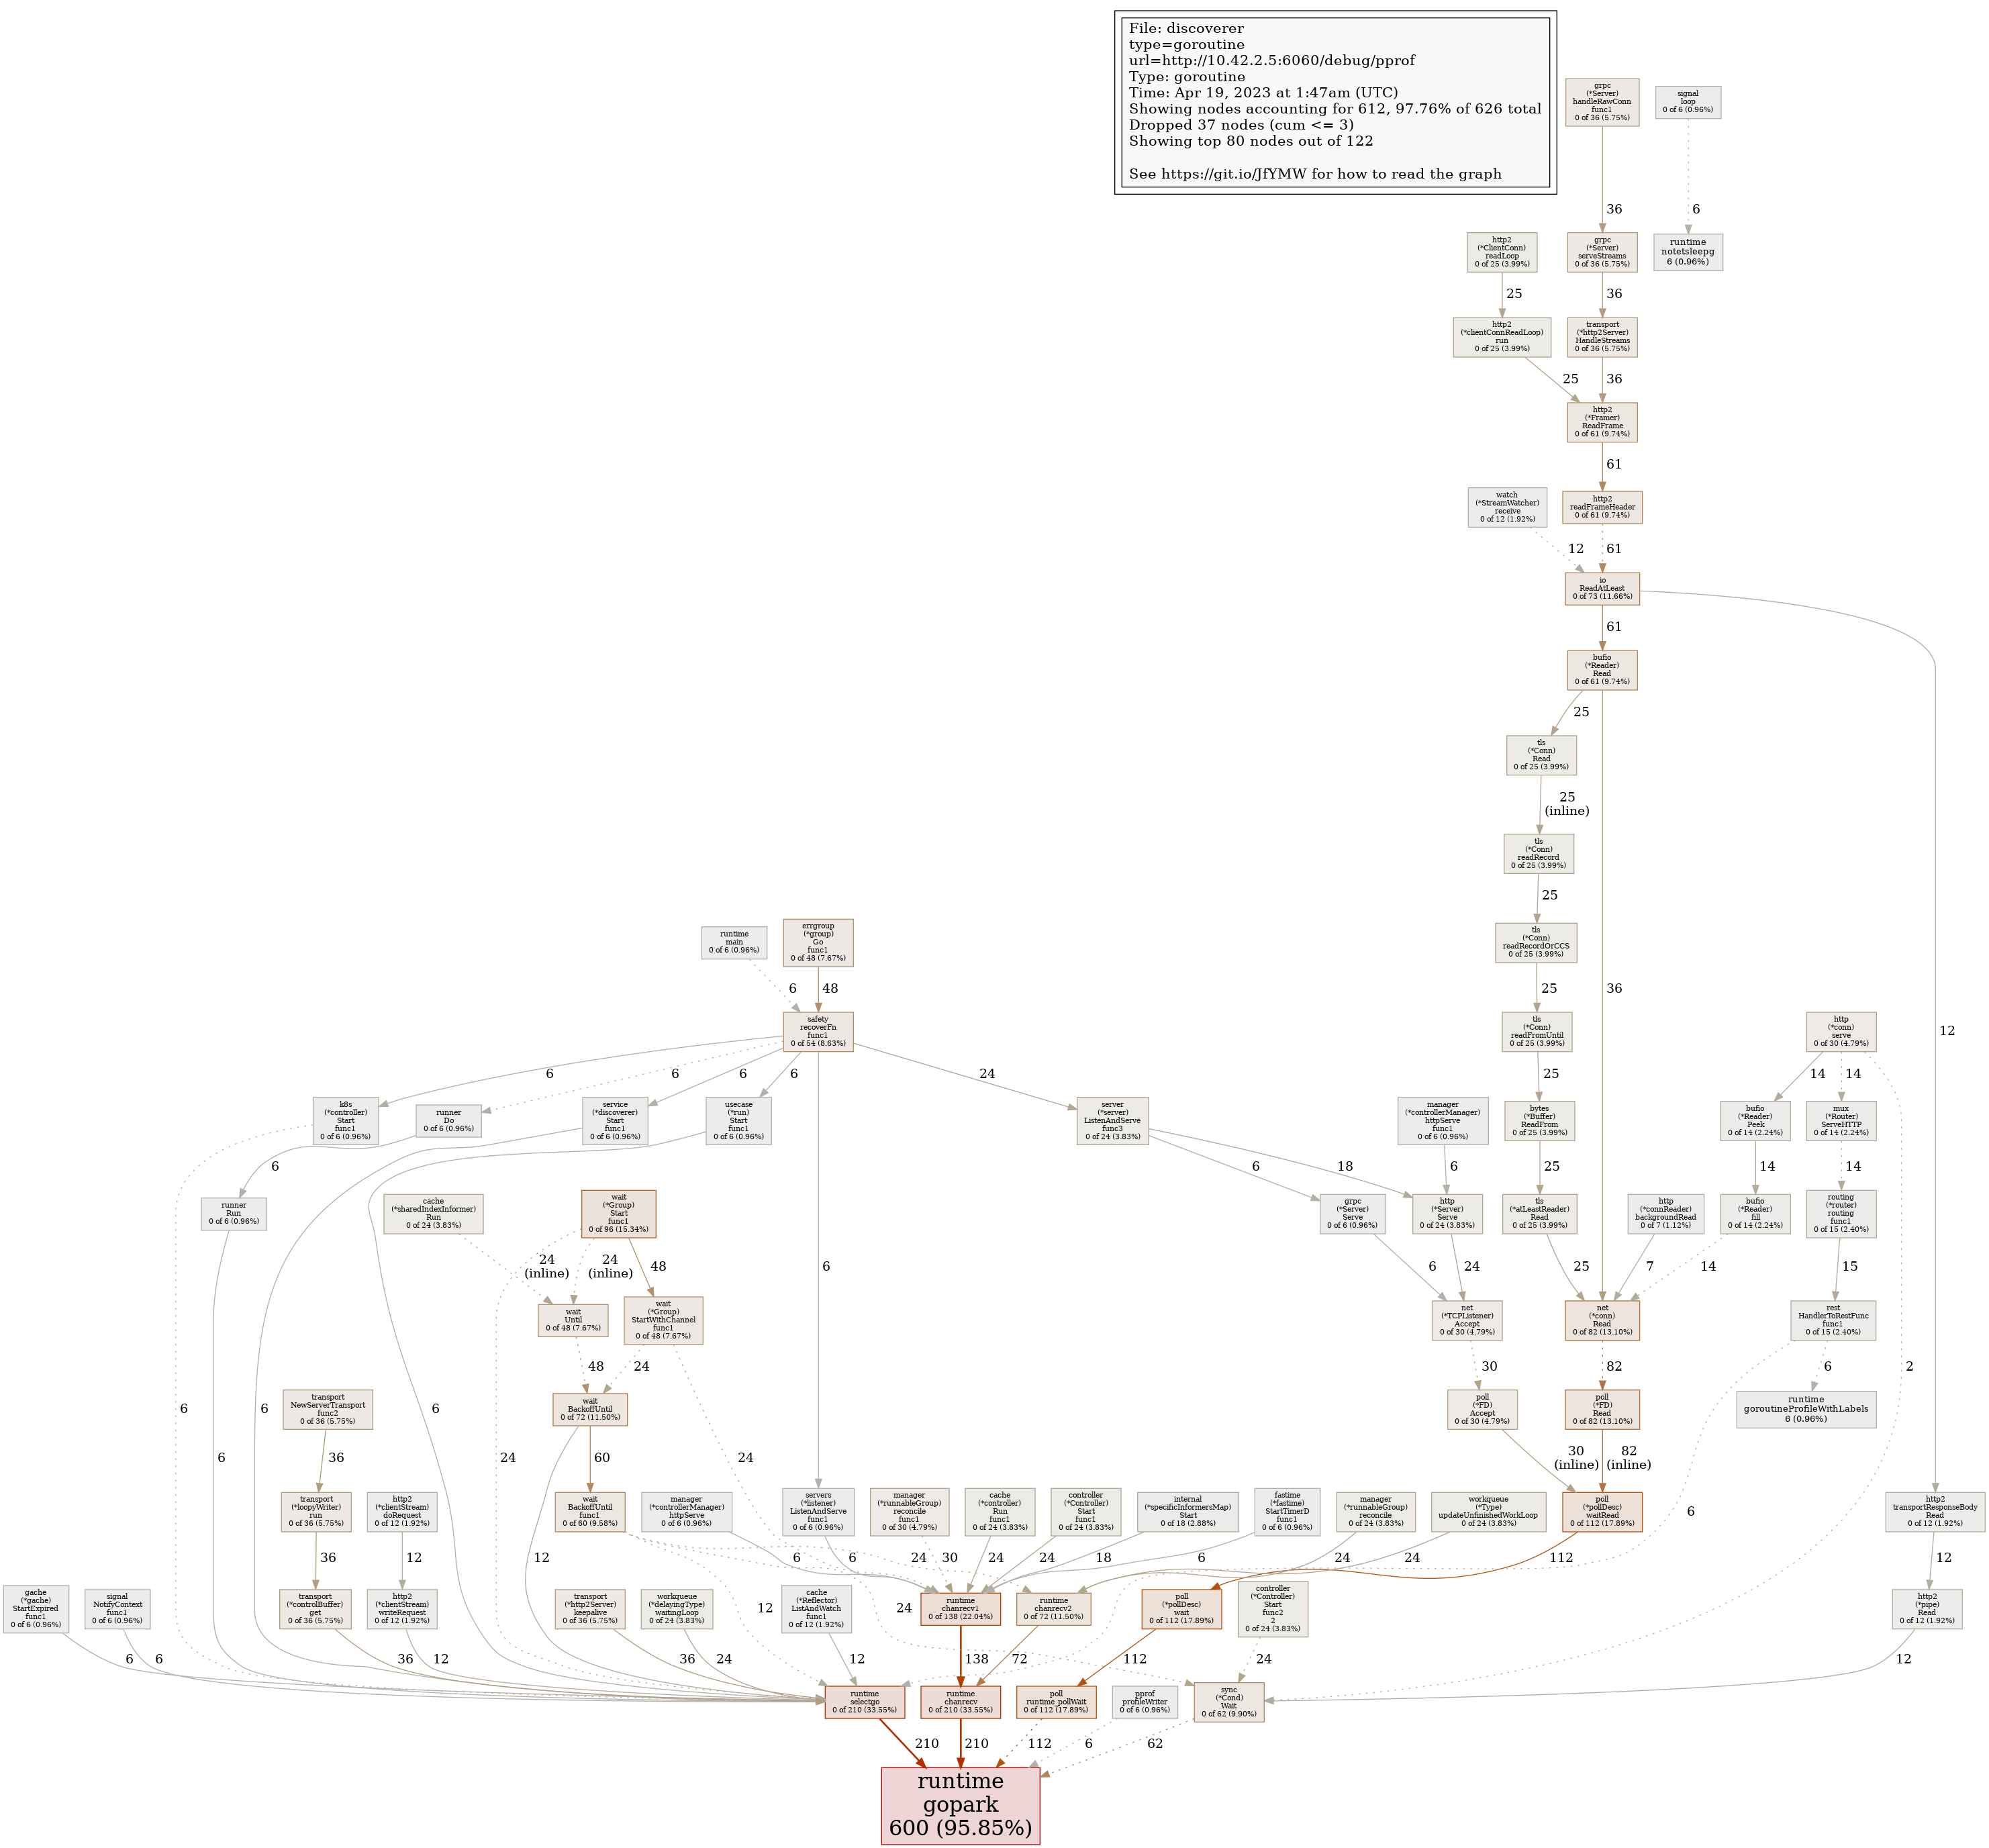 File: discoverer
type=goroutine
url=http://10.42.2.5:6060/debug/pprof
Type: goroutine
Time: Apr 19, 2023 at 1:47am (UTC)
Showing nodes accounting for 612, 97.76% of 626 total
Dropped 37 nodes (cum <= 3)
Showing top 80 nodes out of 122
See https://git.io/JfYMW for how to read the graph
grpc
(*Server)
handleRawConn
func1
0 of 36 (5.75%)
signal
loop
0 of 6 (0.96%)
36
6
http2
(*ClientConn)
readLoop
0 of 25 (3.99%)
grpc
(*Server)
serveStreams
0 of 36 (5.75%)
runtime
notetsleepg
6 (0.96%)
25
36
http2
(*clientConnReadLoop)
run
0 of 25 (3.99%)
transport
(*http2Server)
HandleStreams
0 of 36 (5.75%)
25
36
http2
(*Framer)
ReadFrame
0 of 61 (9.74%)
61
watch
(*StreamWatcher)
receive
0 of 12 (1.92%)
http2
readFrameHeader
0 of 61 (9.74%)
12
61
io
ReadAtLeast
0 of 73 (11.66%)
61
bufio
(*Reader)
Read
0 of 61 (9.74%)
25
tls
(*Conn)
Read
0 of 25 (3.99%)
25
(inline)
tls
(*Conn)
readRecord
0 of 25 (3.99%)
25
runtime
main
0 of 6 (0.96%)
errgroup
(*group)
Go
func1
0 of 48 (7.67%)
tls
(*Conn)
readRecordOrCCS
0 of 25 (3.99%)
6
48
25
36
12
safety
recoverFn
func1
0 of 54 (8.63%)
tls
(*Conn)
readFromUntil
0 of 25 (3.99%)
http
(*conn)
serve
0 of 30 (4.79%)
6
6
6
6
24
25
14
14
k8s
(*controller)
Start
func1
0 of 6 (0.96%)
runner
Do
0 of 6 (0.96%)
service
(*discoverer)
Start
func1
0 of 6 (0.96%)
usecase
(*run)
Start
func1
0 of 6 (0.96%)
server
(*server)
ListenAndServe
func3
0 of 24 (3.83%)
manager
(*controllerManager)
httpServe
func1
0 of 6 (0.96%)
bytes
(*Buffer)
ReadFrom
0 of 25 (3.99%)
bufio
(*Reader)
Peek
0 of 14 (2.24%)
mux
(*Router)
ServeHTTP
0 of 14 (2.24%)
6
6
18
6
25
14
14
runner
Run
0 of 6 (0.96%)
cache
(*sharedIndexInformer)
Run
0 of 24 (3.83%)
wait
(*Group)
Start
func1
0 of 96 (15.34%)
grpc
(*Server)
Serve
0 of 6 (0.96%)
http
(*Server)
Serve
0 of 24 (3.83%)
tls
(*atLeastReader)
Read
0 of 25 (3.99%)
http
(*connReader)
backgroundRead
0 of 7 (1.12%)
bufio
(*Reader)
fill
0 of 14 (2.24%)
routing
(*router)
routing
func1
0 of 15 (2.40%)
24
(inline)
24
(inline)
48
6
6
24
25
7
14
15
wait
Until
0 of 48 (7.67%)
wait
(*Group)
StartWithChannel
func1
0 of 48 (7.67%)
net
(*TCPListener)
Accept
0 of 30 (4.79%)
net
(*conn)
Read
0 of 82 (13.10%)
rest
HandlerToRestFunc
func1
0 of 15 (2.40%)
48
24
30
82
6
2
transport
NewServerTransport
func2
0 of 36 (5.75%)
wait
BackoffUntil
0 of 72 (11.50%)
poll
(*FD)
Accept
0 of 30 (4.79%)
poll
(*FD)
Read
0 of 82 (13.10%)
runtime
goroutineProfileWithLabels
6 (0.96%)
6
6
6
36
6
24
60
24
30
(inline)
82
(inline)
transport
(*loopyWriter)
run
0 of 36 (5.75%)
http2
(*clientStream)
doRequest
0 of 12 (1.92%)
wait
BackoffUntil
func1
0 of 60 (9.58%)
manager
(*controllerManager)
httpServe
0 of 6 (0.96%)
servers
(*listener)
ListenAndServe
func1
0 of 6 (0.96%)
manager
(*runnableGroup)
reconcile
func1
0 of 30 (4.79%)
cache
(*controller)
Run
func1
0 of 24 (3.83%)
controller
(*Controller)
Start
func1
0 of 24 (3.83%)
internal
(*specificInformersMap)
Start
0 of 18 (2.88%)
fastime
(*fastime)
StartTimerD
func1
0 of 6 (0.96%)
manager
(*runnableGroup)
reconcile
0 of 24 (3.83%)
workqueue
(*Type)
updateUnfinishedWorkLoop
0 of 24 (3.83%)
poll
(*pollDesc)
waitRead
0 of 112 (17.89%)
http2
transportResponseBody
Read
0 of 12 (1.92%)
36
12
12
6
6
24
30
24
24
18
6
24
24
112
6
12
gache
(*gache)
StartExpired
func1
0 of 6 (0.96%)
signal
NotifyContext
func1
0 of 6 (0.96%)
transport
(*controlBuffer)
get
0 of 36 (5.75%)
http2
(*clientStream)
writeRequest
0 of 12 (1.92%)
transport
(*http2Server)
keepalive
0 of 36 (5.75%)
workqueue
(*delayingType)
waitingLoop
0 of 24 (3.83%)
cache
(*Reflector)
ListAndWatch
func1
0 of 12 (1.92%)
runtime
chanrecv1
0 of 138 (22.04%)
runtime
chanrecv2
0 of 72 (11.50%)
poll
(*pollDesc)
wait
0 of 112 (17.89%)
controller
(*Controller)
Start
func2
2
0 of 24 (3.83%)
http2
(*pipe)
Read
0 of 12 (1.92%)
6
6
36
12
36
24
12
12
24
138
72
112
24
12
runtime
selectgo
0 of 210 (33.55%)
runtime
chanrecv
0 of 210 (33.55%)
poll
runtime_pollWait
0 of 112 (17.89%)
pprof
profileWriter
0 of 6 (0.96%)
sync
(*Cond)
Wait
0 of 62 (9.90%)
210
210
112
6
62
runtime
gopark
600 (95.85%)